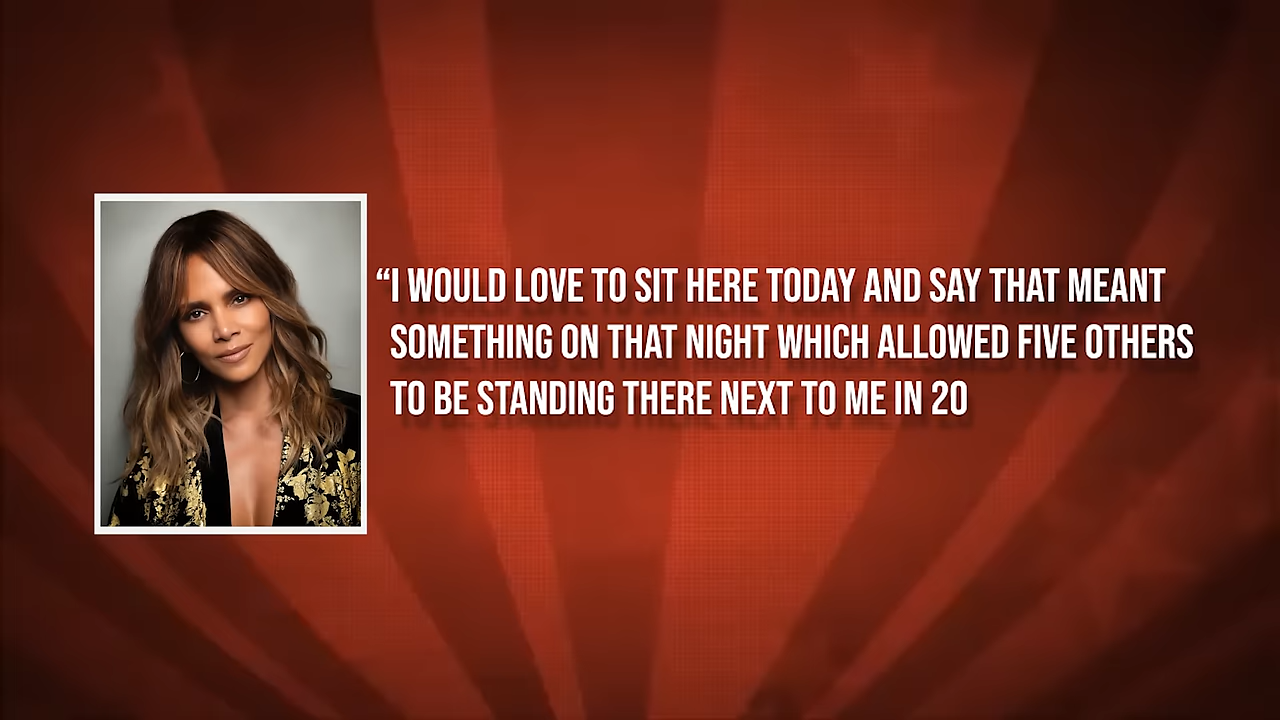 “I WOULD LOVE TO SIT HERE TODAY AND SAY THAT MEANT
SOMETHING ON THAT NIGHT WHICH ALLOWED FIVE OTHERS
TO BE STANDING THERE NEXT TO ME IN 20